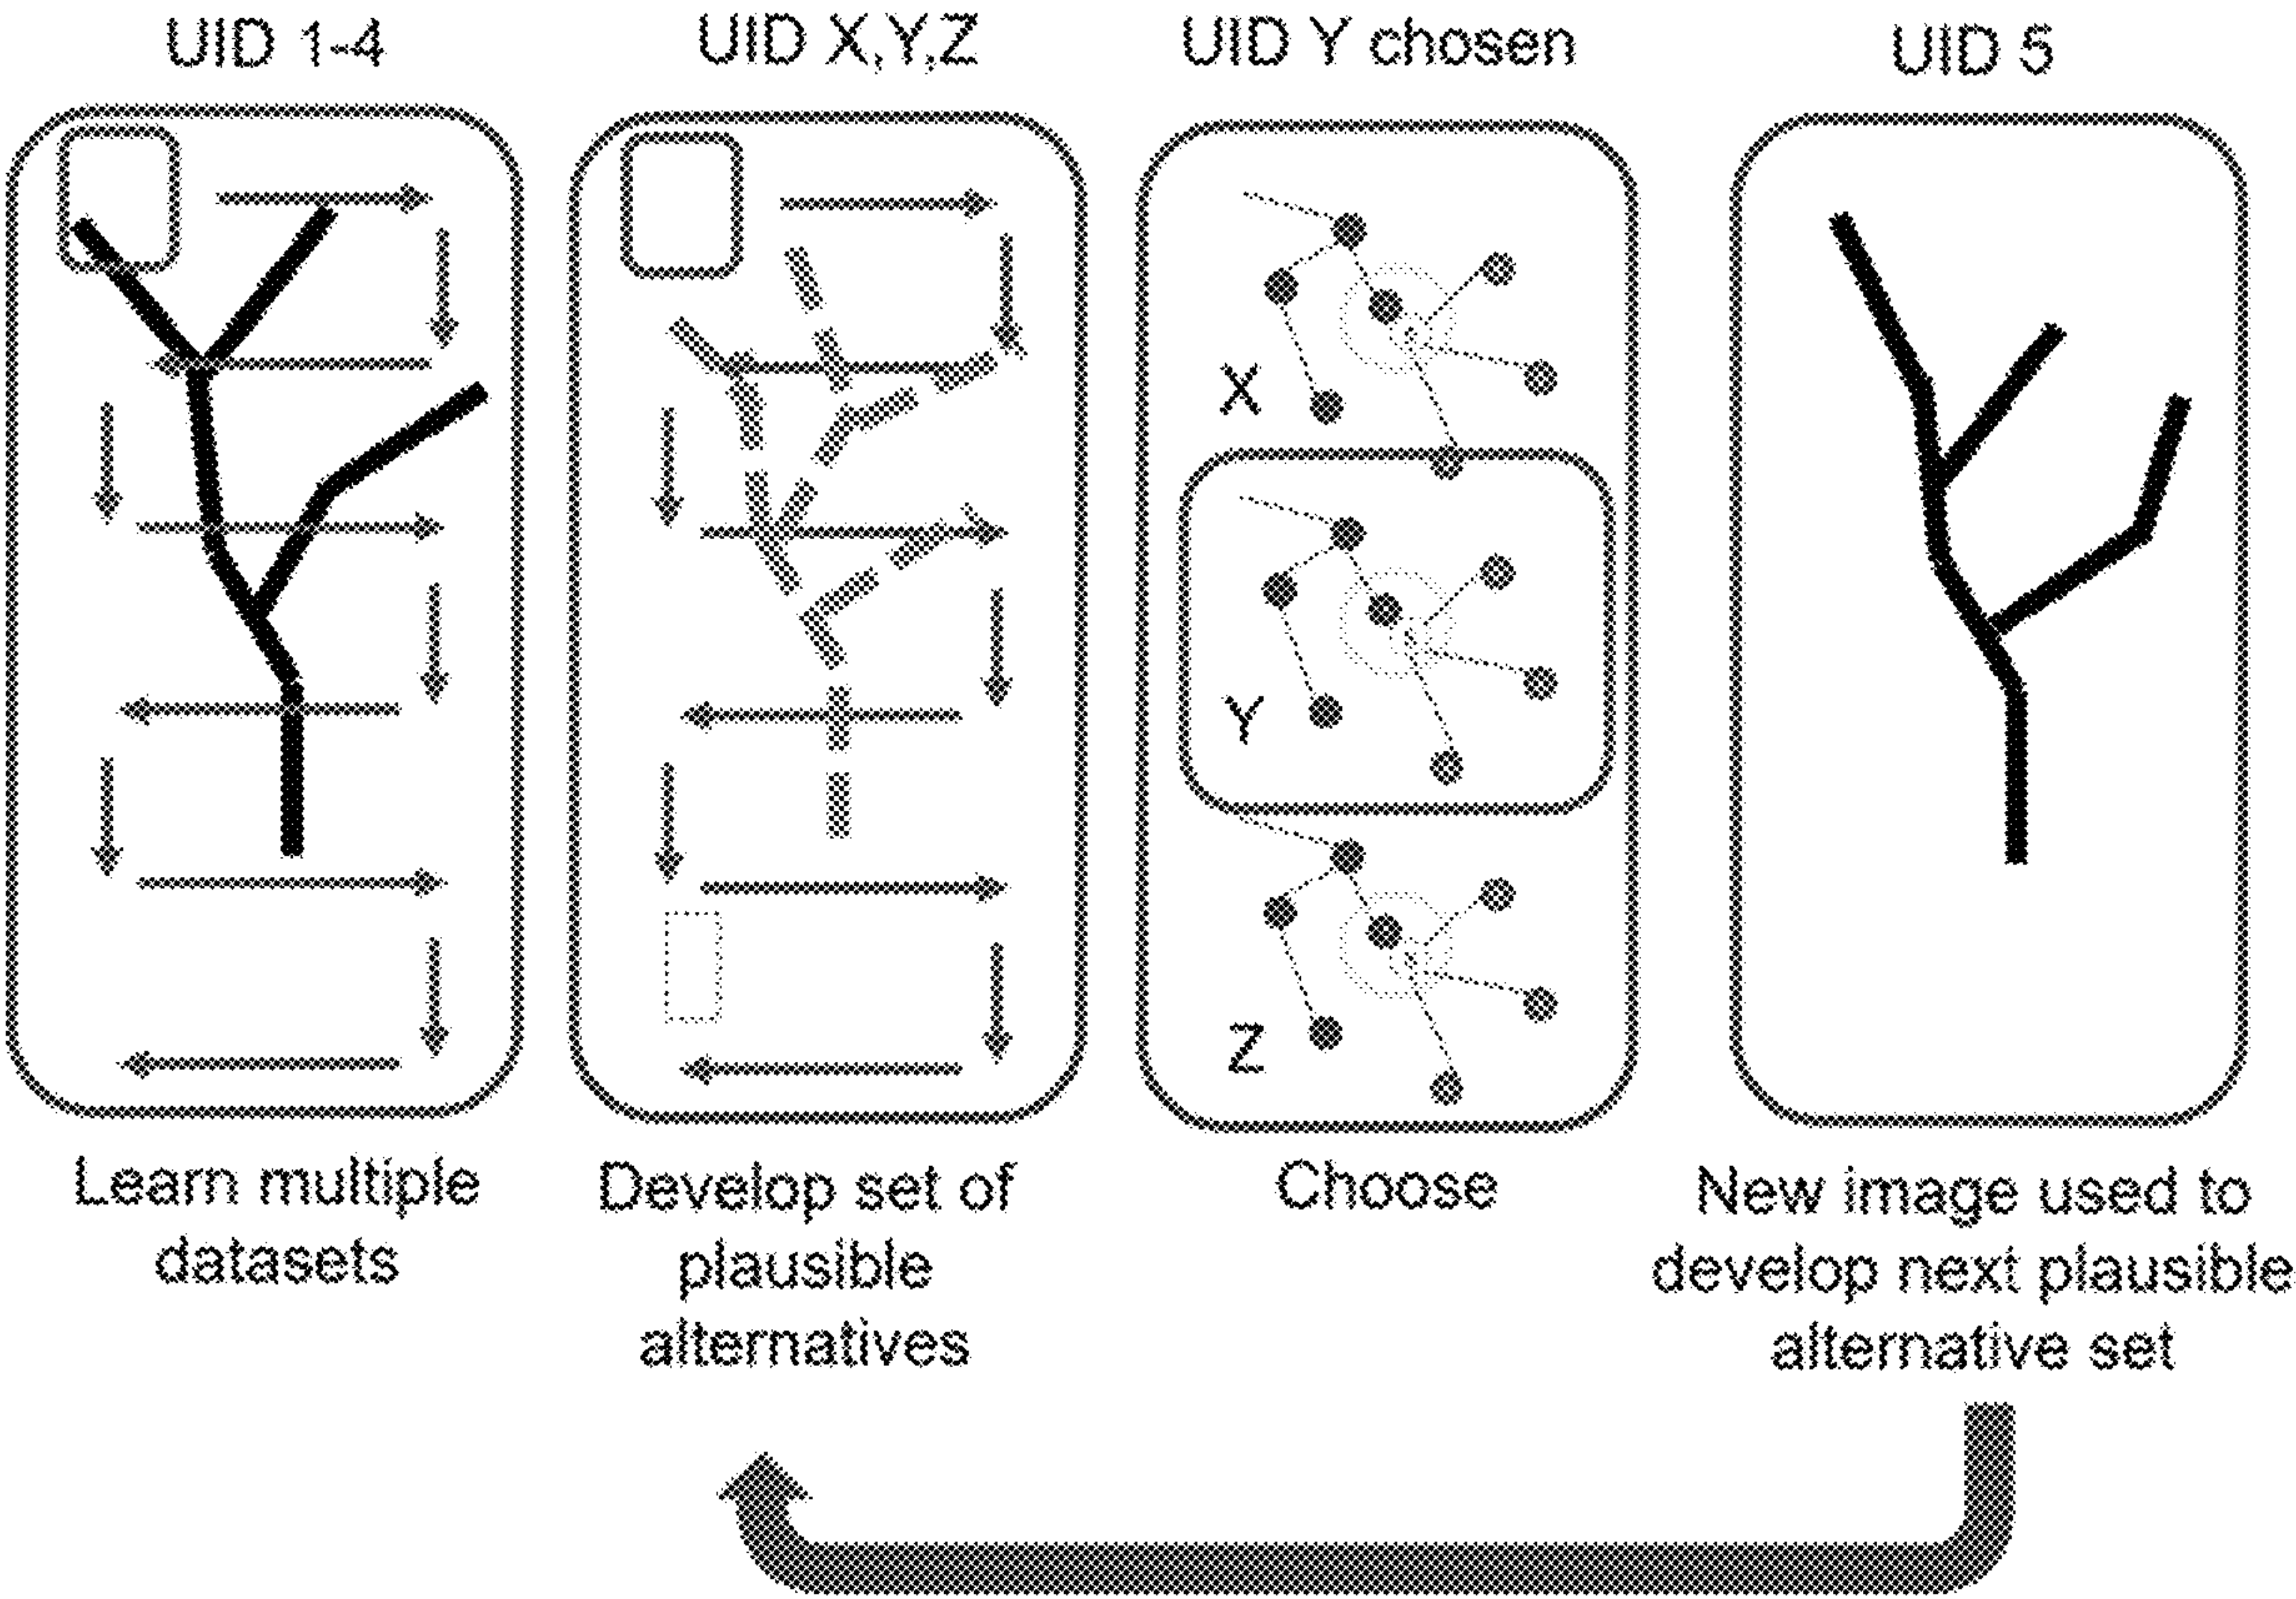 UID 1-4
UID X,Y,Z
UID Y chosen
UID 5
X
Y
Z
Learn multiple
datasets
Develop set of
plausible
alternatives
Choose
New image used to
develop next plausible
alternative set